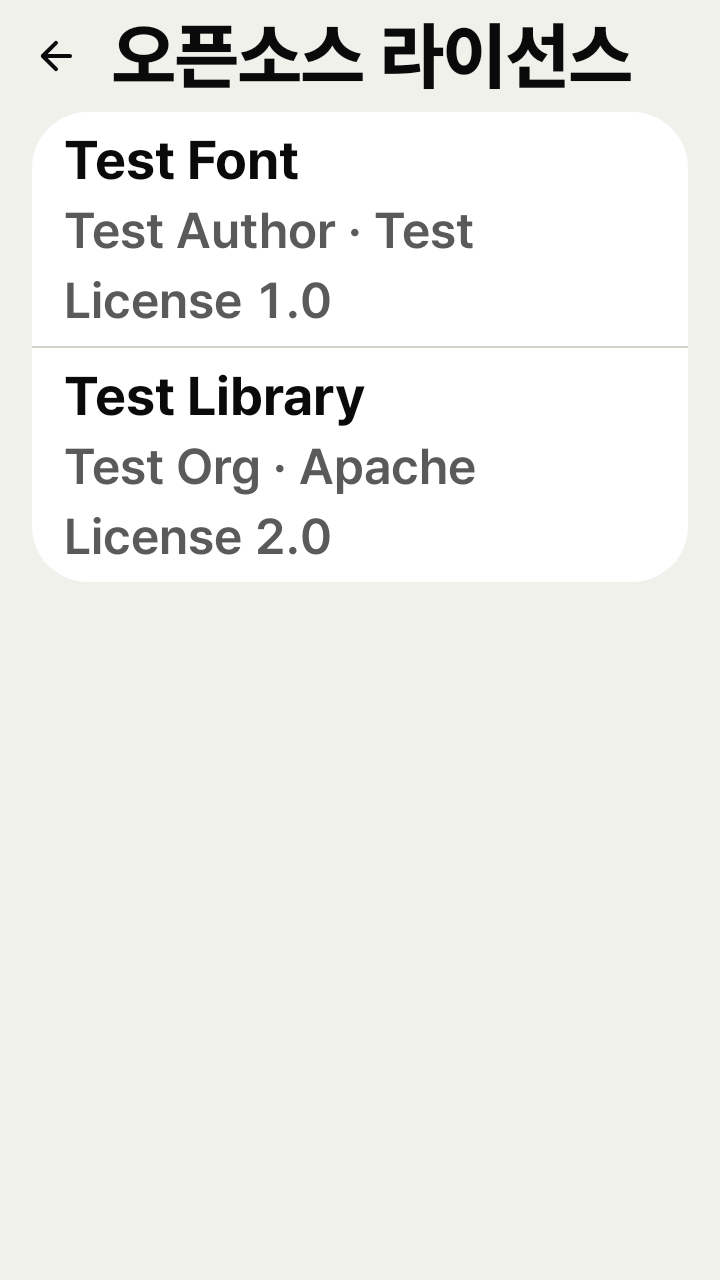 오픈소스 라이선스
Test Font
Test Author · Test
License 1.0
Test Library
Test Org · Apache
License 2.0